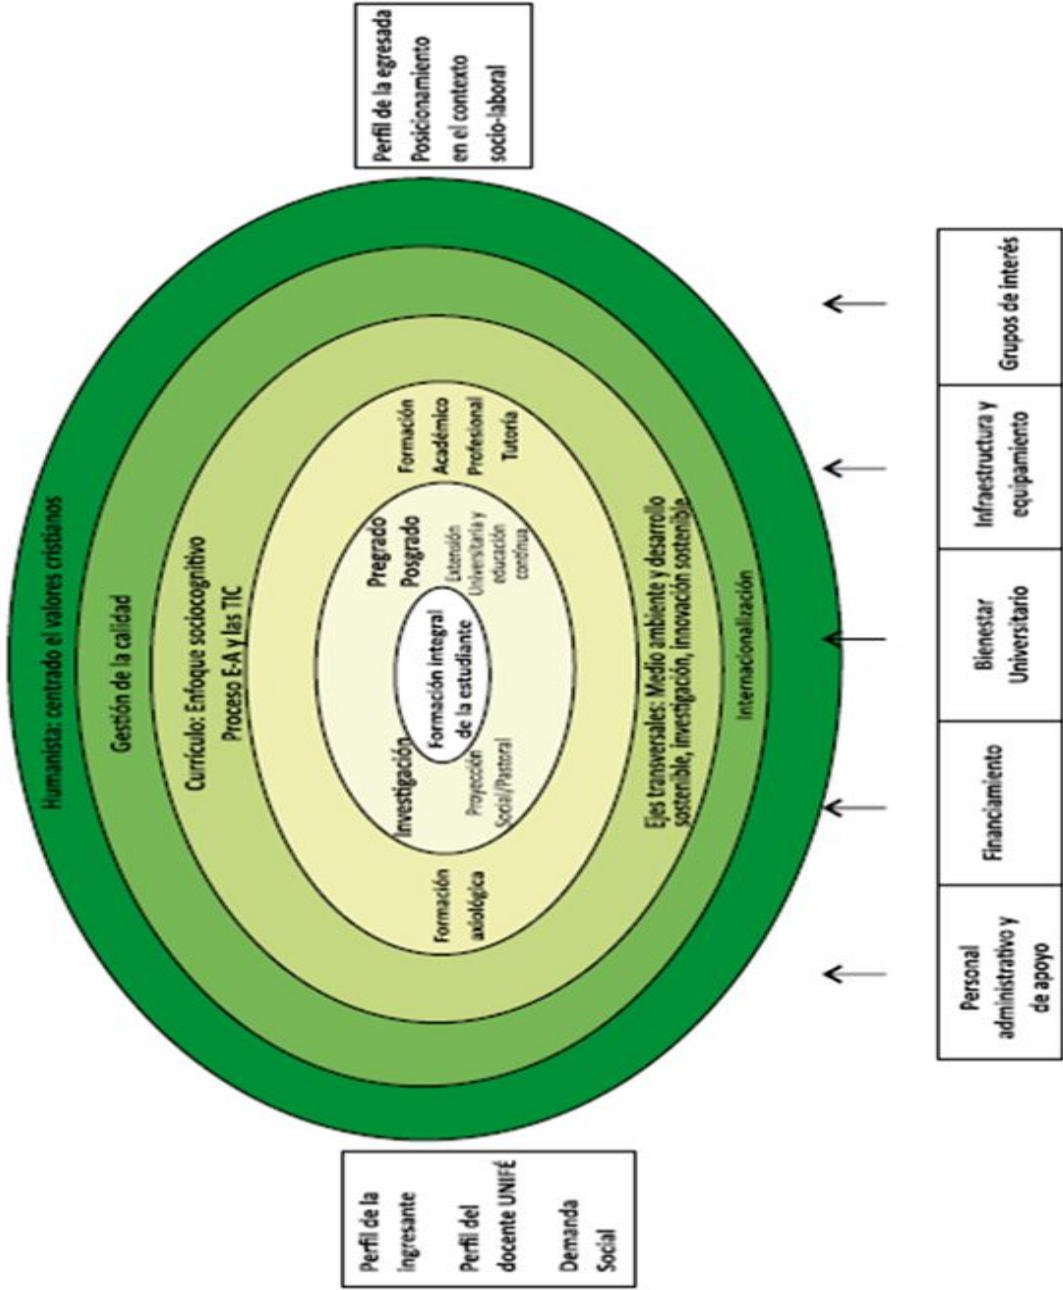 Humanista: centrado el valores cristianos
Gestión de la calidad
Currículo: Enfoque sociocognitivo
Proceso E-A y las TIC
Formación
axiológica
Investigación
Proyección
Social/Pastoral
Formación integral
de la estudiante
Pregrado
Posgrado
Extensión
Universitaria y
educación
continua
Formación
Académico
Profesional
Tutoría
Ejes transversales: Medio ambiente y desarrollo
sostenible, investigación, innovación sostenible
Internacionalización
Perfil de la
ingresante
Perfil del
docente UNIFÉ
Demanda
Social
Perfil de la egresada
Posicionamiento
en el contexto
socio-laboral
Personal
administrativo y
de apoyo
Financiamiento
Bienestar
Universitario
Infraestructura y
equipamiento
Grupos de interés